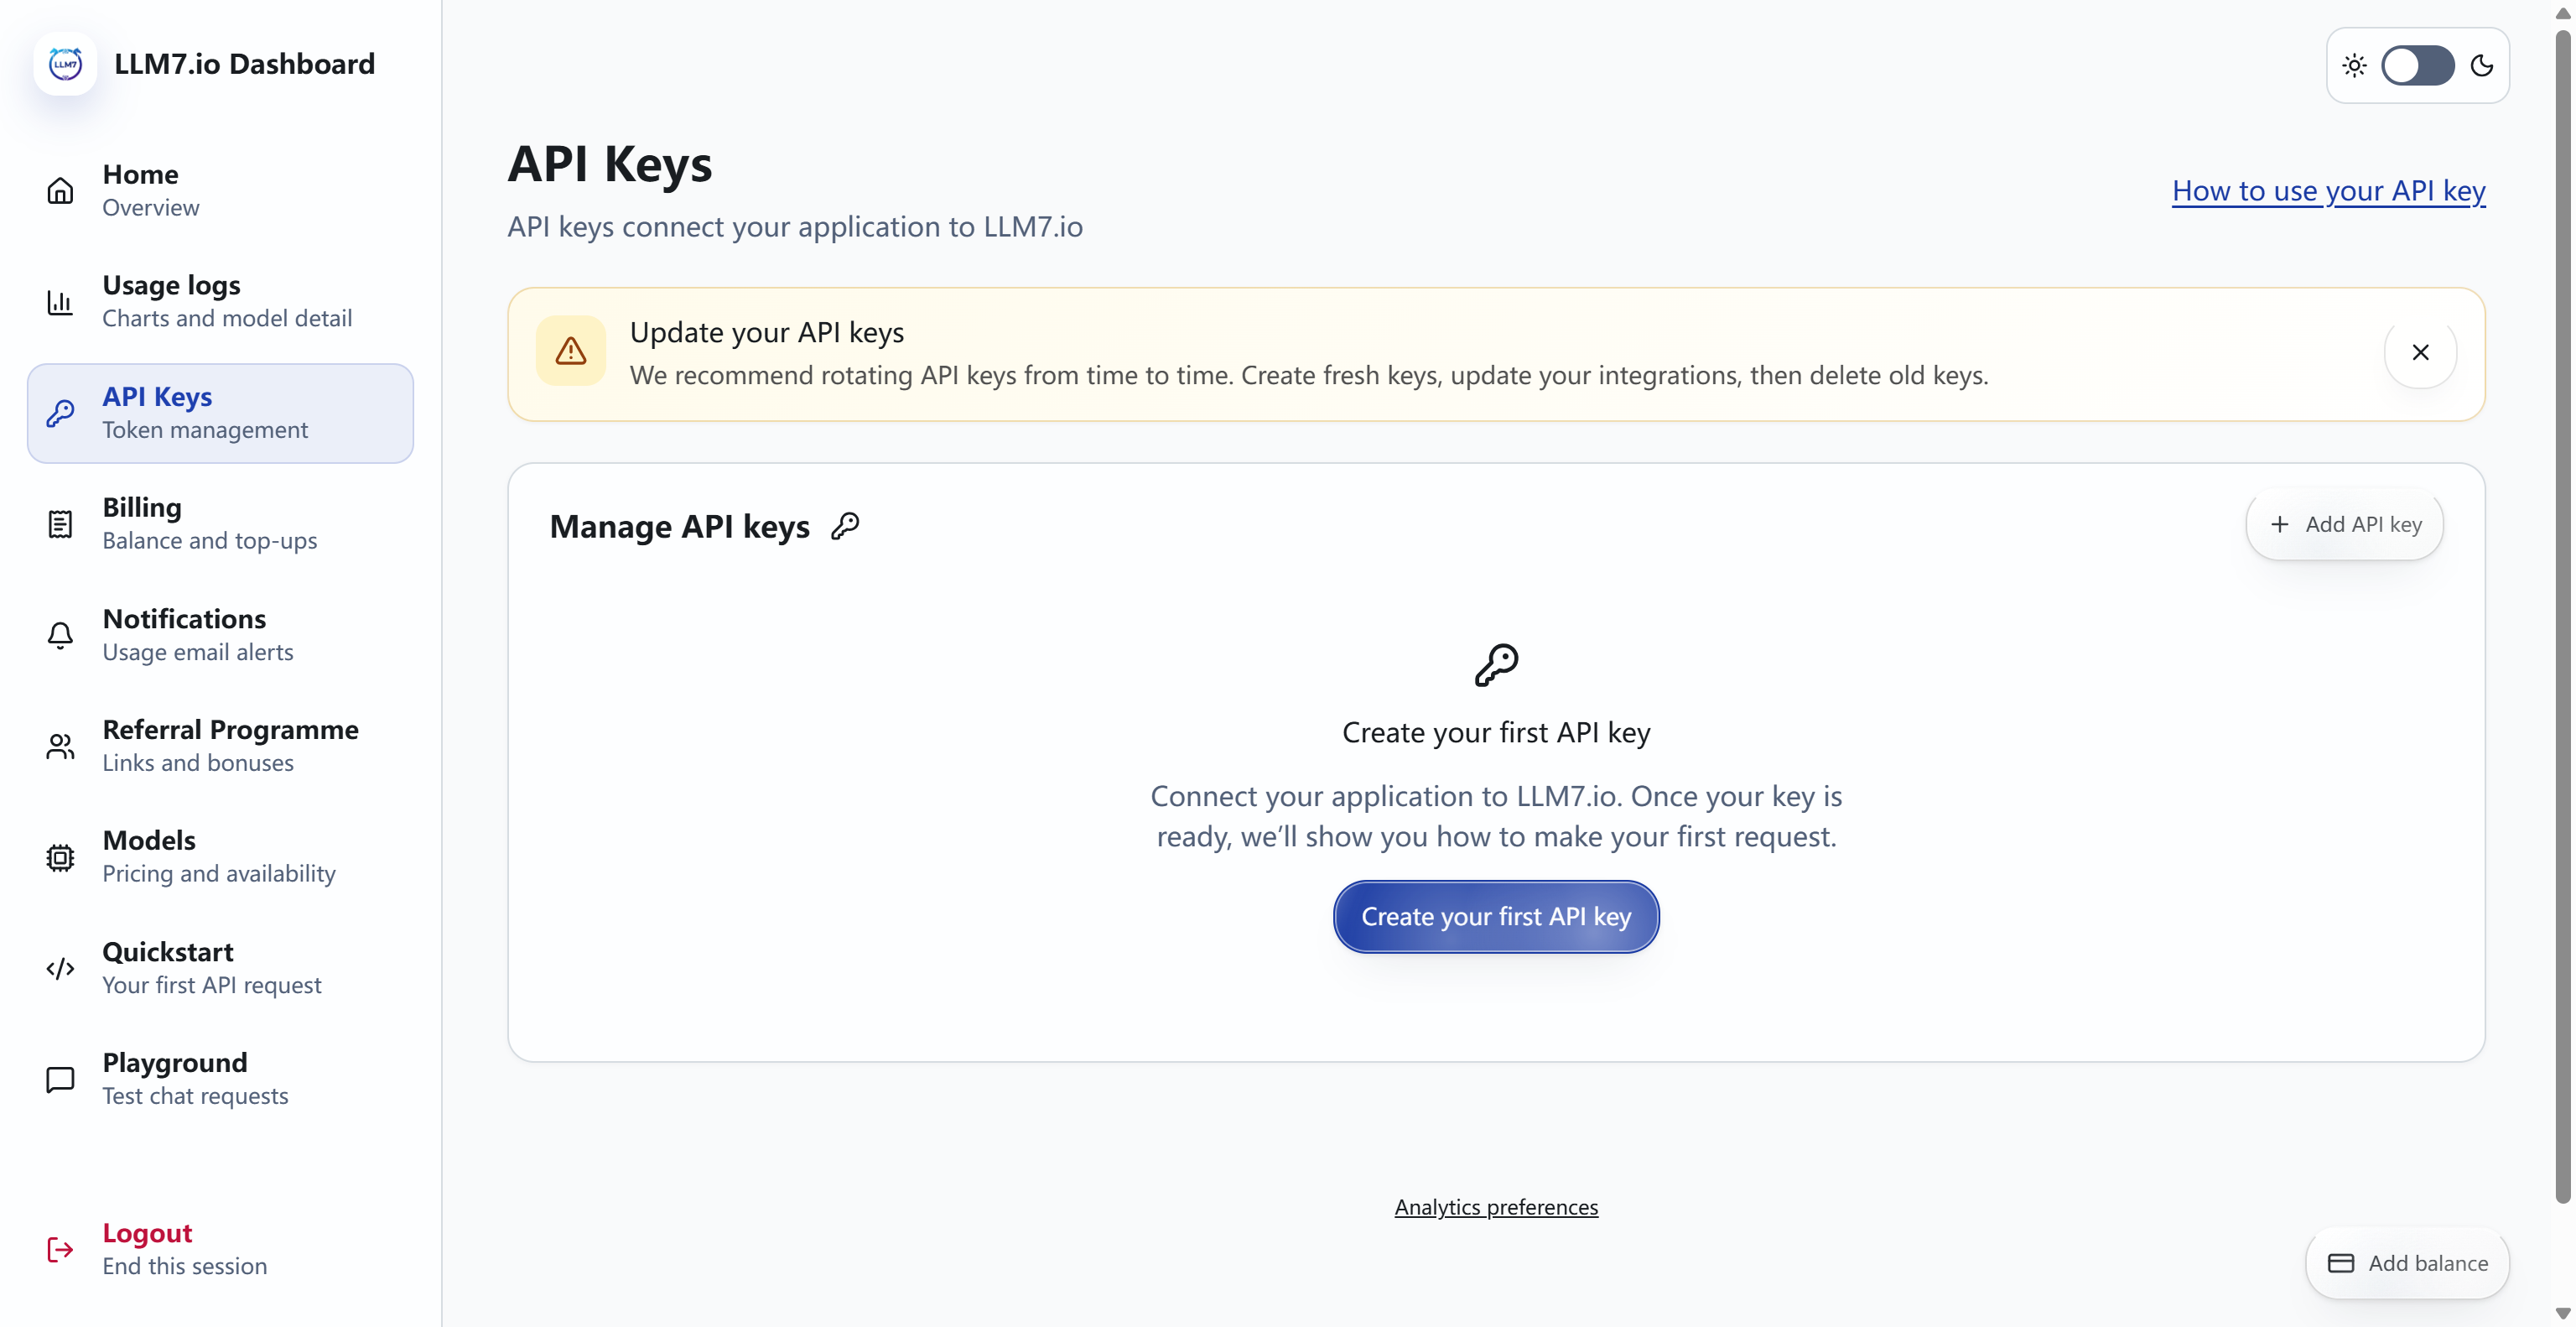 LLM7
LLM7.io Dashboard
Home
Overview
Usage logs
Charts and model detail
API Keys
Token management
Billing
Balance and top-ups
Notifications
Usage email alerts
Referral Programme
Links and bonuses
Models
Pricing and availability
Quickstart
Your first API request
Playground
Test chat requests
Logout
End this session
API Keys
API keys connect your application to LLM7.io
How to use your API key
Update your API keys
We recommend rotating API keys from time to time. Create fresh keys, update your integrations, then delete old keys.
Manage API keys
Add API key
Create your first API key
Connect your application to LLM7.io. Once your key is
ready, we’ll show you how to make your first request.
Create your first API key
Analytics preferences
Add balance